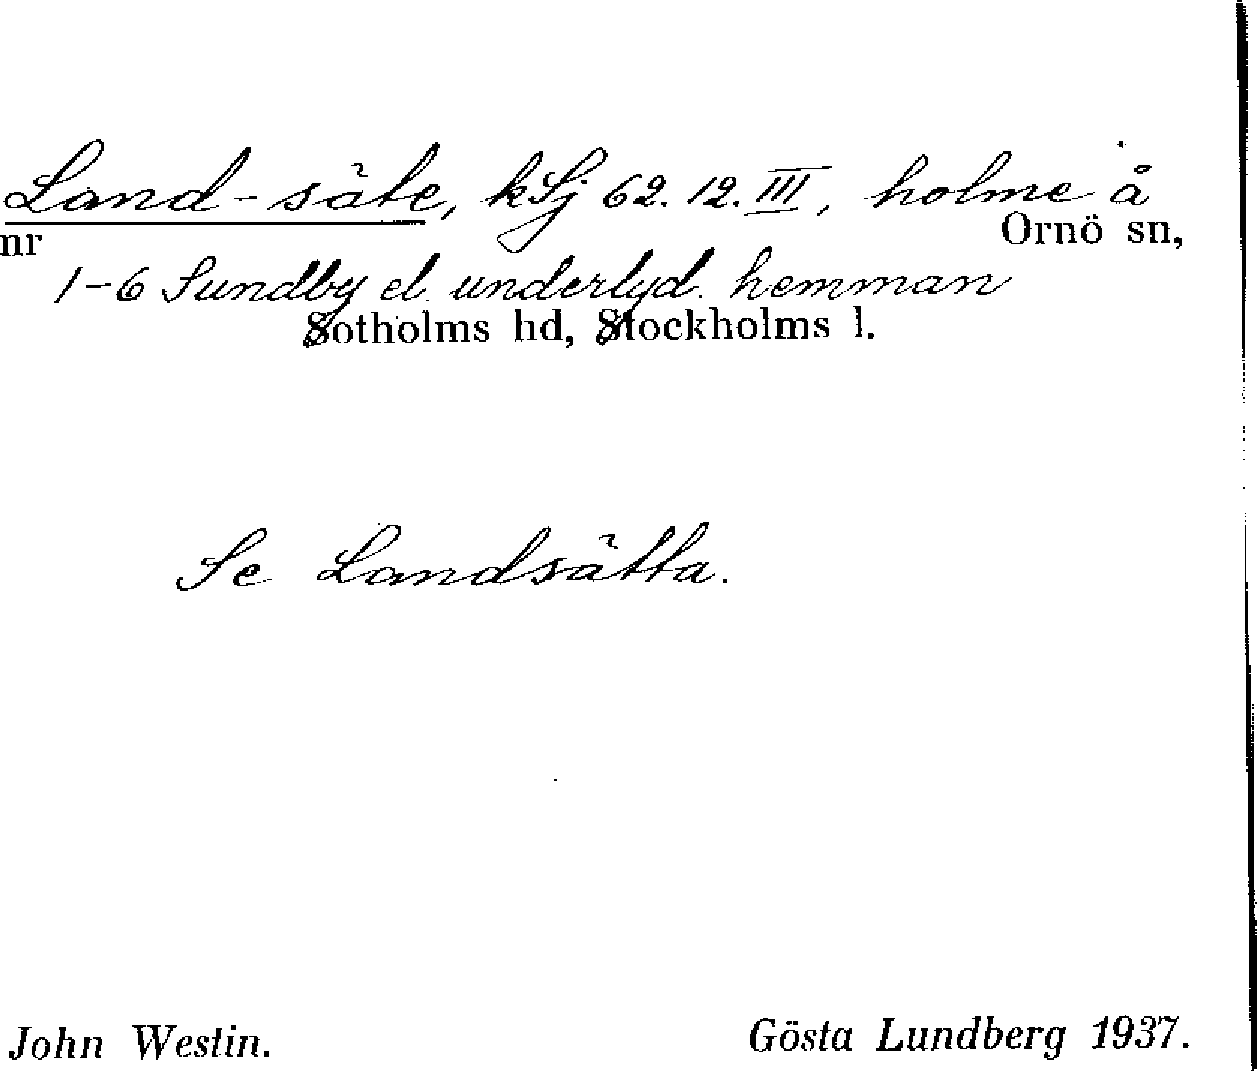 Land-säte, kSj 62.12.III, holme å
nr Ornö sn,
1-6 Sundby el. underlyd. hemman
Sotholms hd, Stockholms l.
Se Landsätta.
John Westin. Gösta Lundberg 1937.